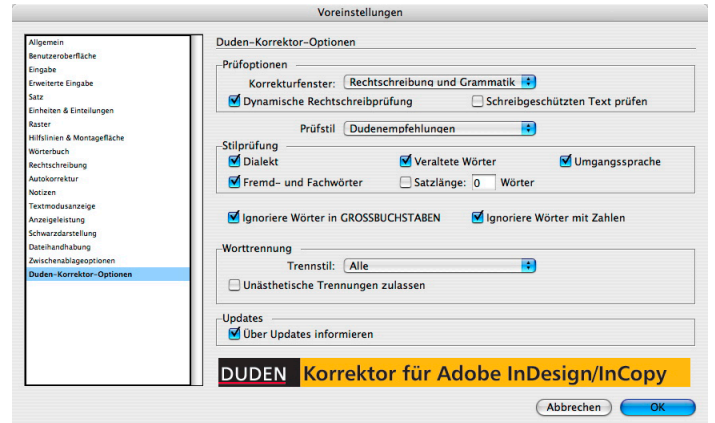 Voreinstellungen
Allgemein
Benutzeroberfläche
Eingabe
Erweiterte Eingabe
Satz
Einheiten & Einteilungen
Raster
Hilfslinien & Montagefläche
Wörterbuch
Rechtschreibung
Autokorrektur
Notizen
Textmodusanzeige
Anzeigeleistung
Schwarzdarstellung
Dateihandhabung
Zwischenablageoptionen
Duden-Korrektor-Optionen
Duden-Korrektor-Optionen
Prüfoptionen
Korrekturfenster: Rechtschreibung und Grammatik
Dynamische Rechtschreibprüfung Schreibgeschützten Text prüfen
Prüfstil Dudenempfehlungen
Stilprüfung
Dialekt Veraltete Wörter Umgangssprache
Fremd- und Fachwörter Satzlänge: 0 Wörter
Ignoriere Wörter in GROSSBUCHSTABEN Ignoriere Wörter mit Zahlen
Worttrennung
Trennstil: Alle
Unästhetische Trennungen zulassen
Updates
Über Updates informieren
DUDEN Korrektor für Adobe InDesign/InCopy
Abbrechen OK